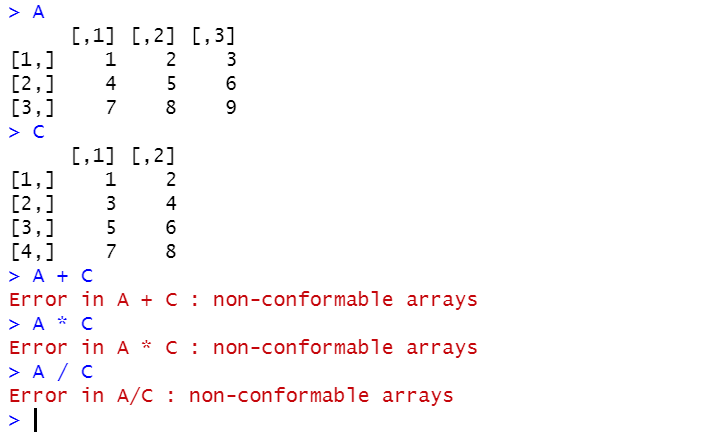 > A
     [,1] [,2] [,3]
[1,]    1    2    3
[2,]    4    5    6
[3,]    7    8    9
> C
     [,1] [,2]
[1,]    1    2
[2,]    3    4
[3,]    5    6
[4,]    7    8
> A + C
Error in A + C : non-conformable arrays
> A * C
Error in A * C : non-conformable arrays
> A / C
Error in A/C : non-conformable arrays
>